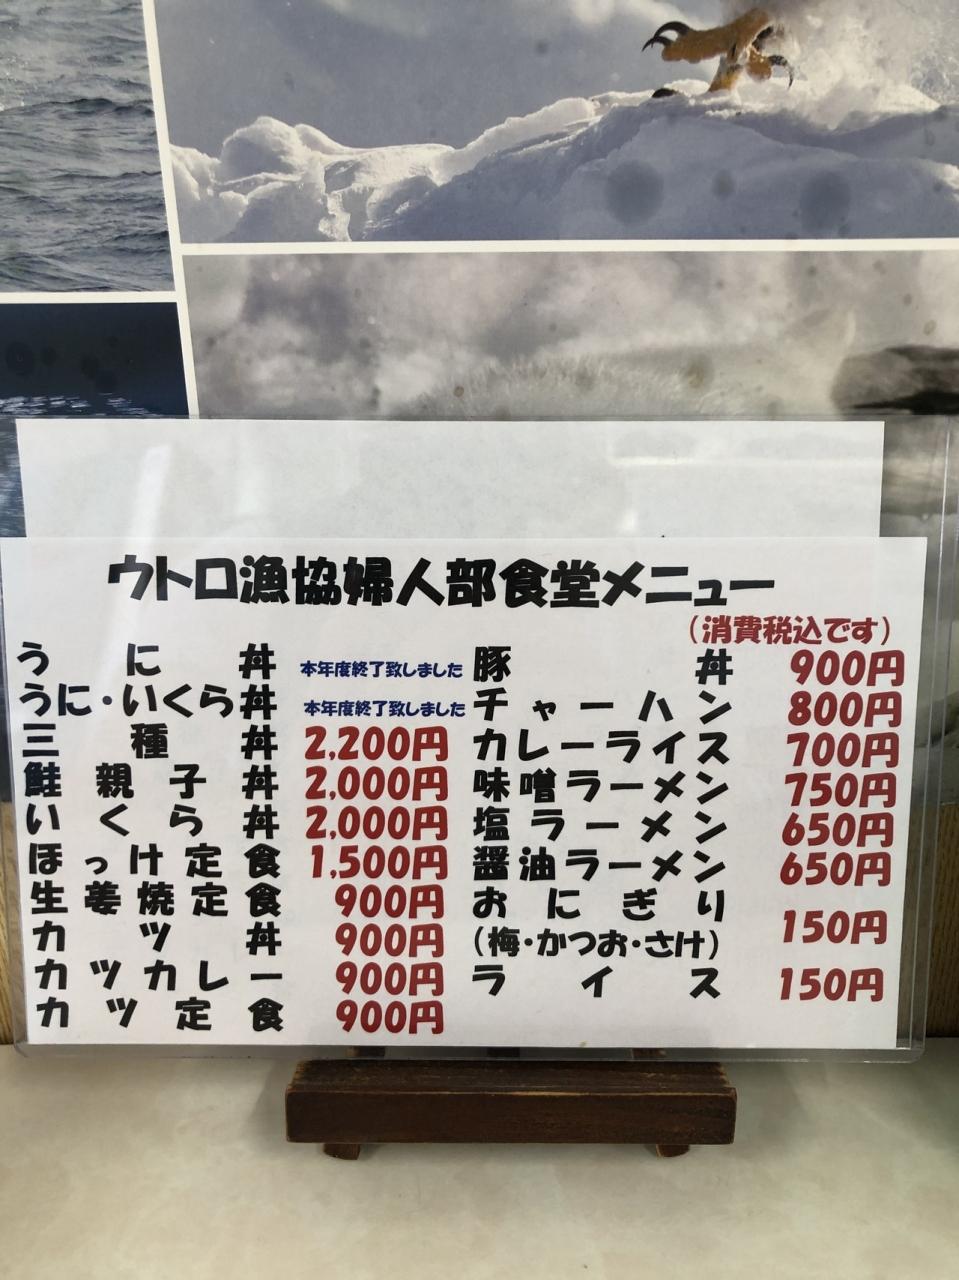 ウトロ漁協婦人部食堂メニュー
（消費税込です）
うに丼 本年度終了致しました
うに・いくら丼 本年度終了致しました
三種丼 2,200円
鮭親子丼 2,000円
いくら丼 2,000円
ほっけ定食 1,500円
生姜焼定食 900円
カツ丼 900円
カツカレー 900円
カツ定食 900円
豚丼 900円
チャーハン 800円
カレーライス 700円
味噌ラーメン 750円
塩ラーメン 650円
醤油ラーメン 650円
おにぎり 150円
（梅・かつお・さけ）
ライス 150円